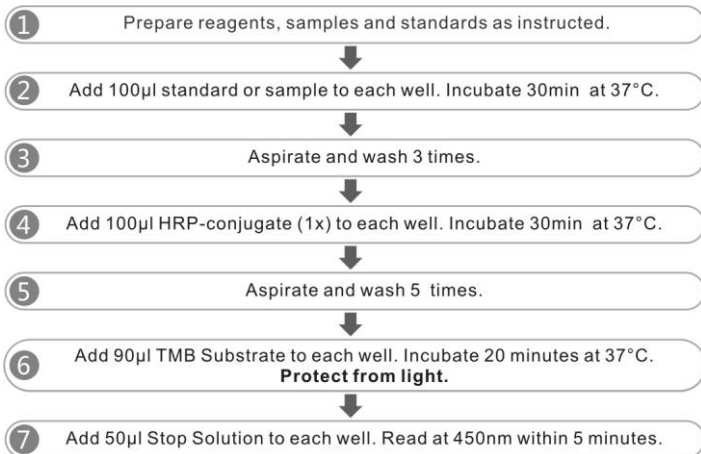 1 Prepare reagents, samples and standards as instructed.
2 Add 100µl standard or sample to each well. Incubate 30min at 37°C.
3 Aspirate and wash 3 times.
4 Add 100µl HRP-conjugate (1x) to each well. Incubate 30min at 37°C.
5 Aspirate and wash 5 times.
6 Add 90µl TMB Substrate to each well. Incubate 20 minutes at 37°C.
Protect from light.
7 Add 50µl Stop Solution to each well. Read at 450nm within 5 minutes.